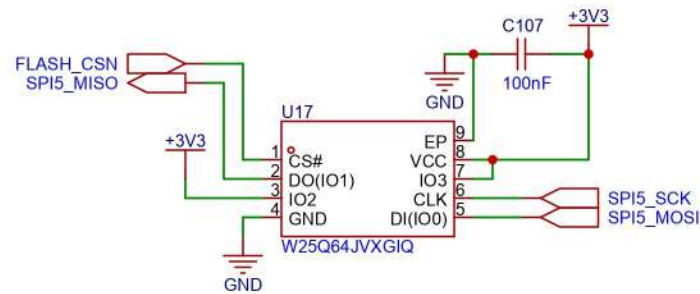 C107
+3V3
FLASH_CSN
SPI5_MISO
GND
100nF
U17
+3V3
EP 9
1 CS# VCC 8
2 DO(IO1) IO3 7
3 IO2 CLK 6
SPI5_SCK
4 GND DI(IO0) 5
SPI5_MOSI
W25Q64JVXGIQ
GND